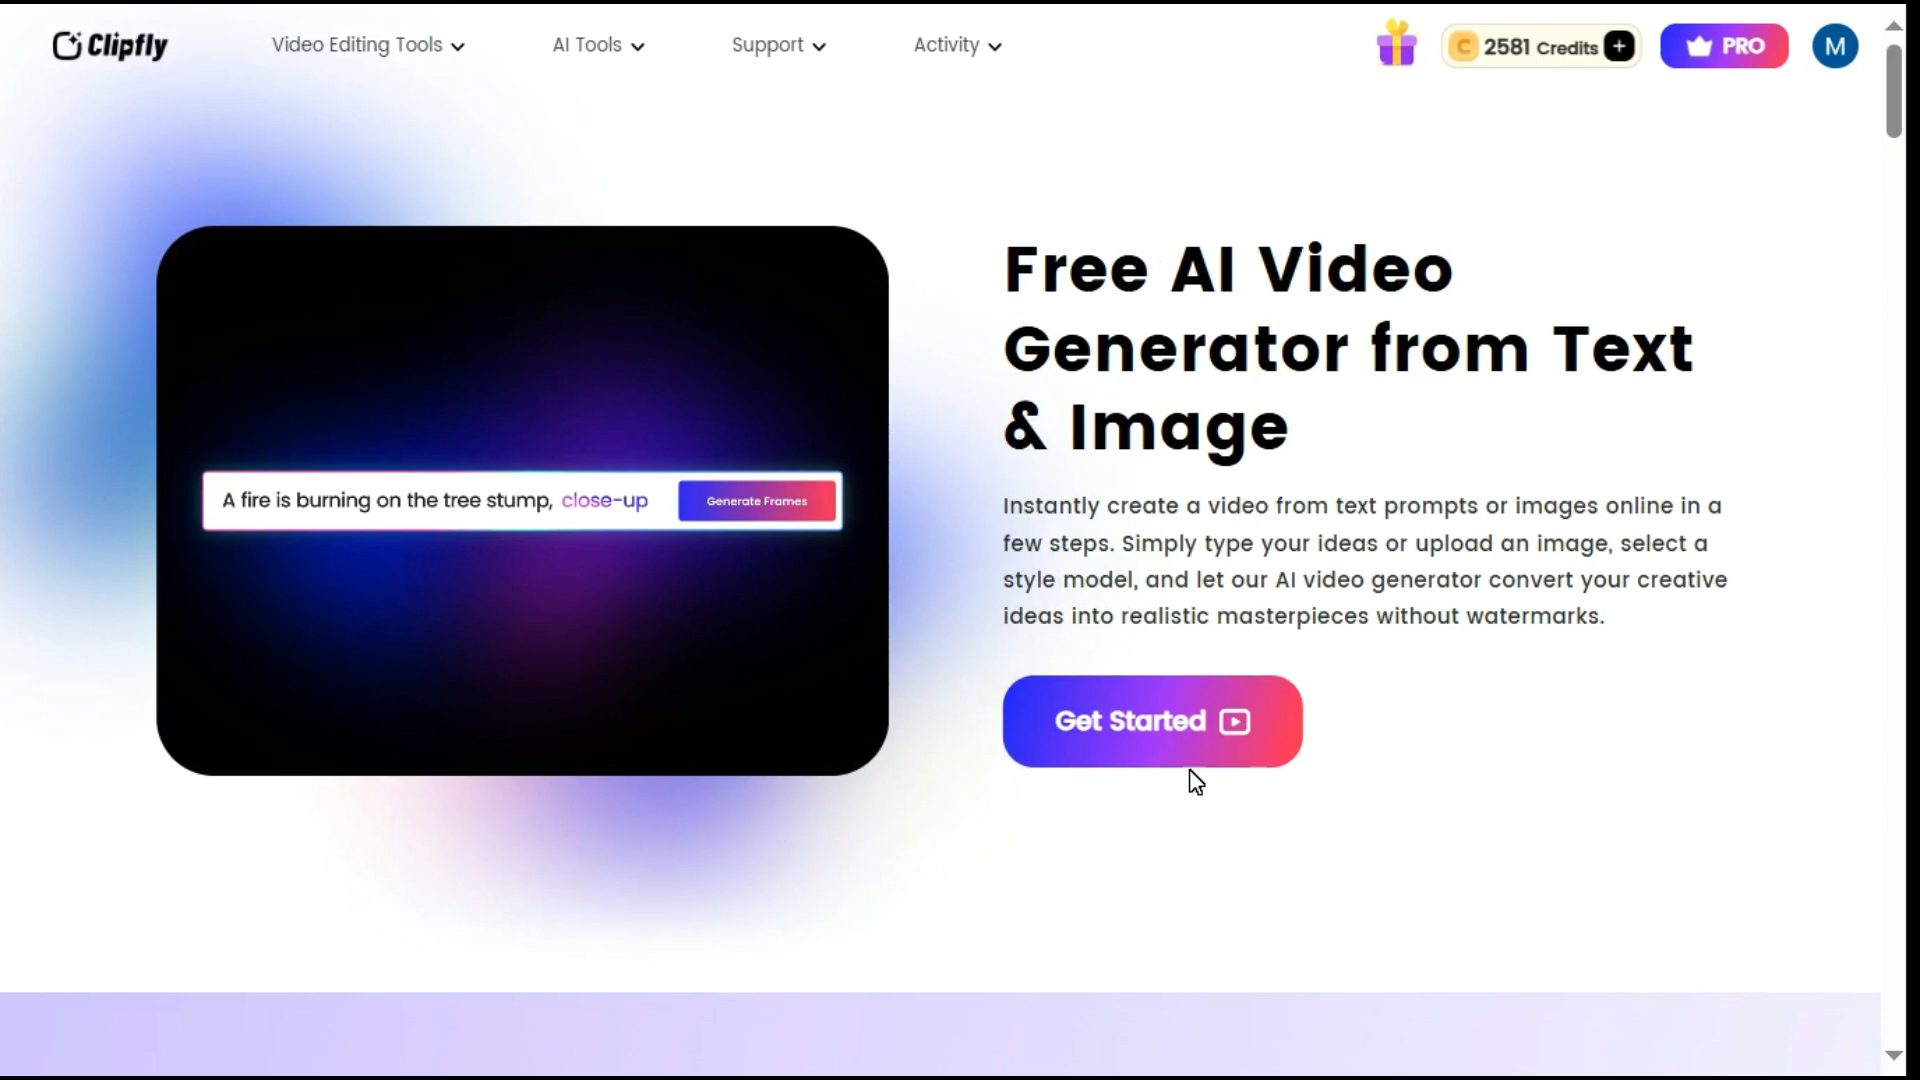 Clipfly
Video Editing Tools
AI Tools
Support
Activity
C 2581 Credits +
PRO
M
A fire is burning on the tree stump, close-up
Generate Frames
Free AI Video
Generator from Text
& Image
Instantly create a video from text prompts or images online in a
few steps. Simply type your ideas or upload an image, select a
style model, and let our AI video generator convert your creative
ideas into realistic masterpieces without watermarks.
Get Started